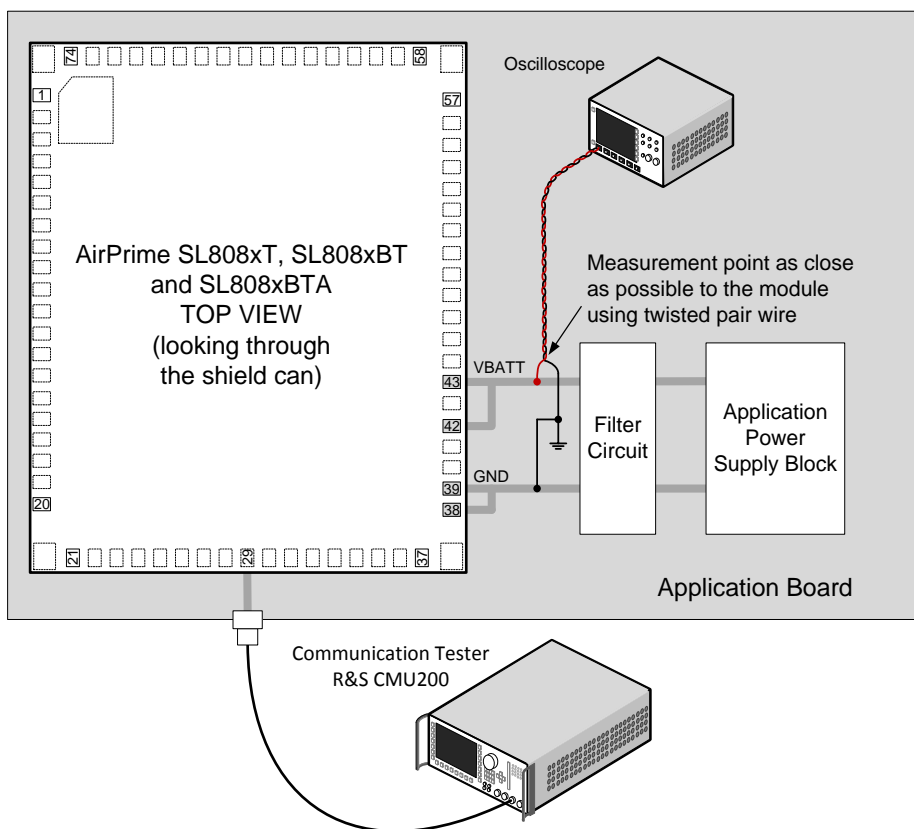 74
58
1
57
Oscilloscope
AirPrime SL808xT, SL808xBT
and SL808xBTA
TOP VIEW
(looking through
the shield can)
Measurement point as close
as possible to the module
using twisted pair wire
VBATT
43
42
Filter
Circuit
Application
Power
Supply Block
GND
39
38
20
21
29
37
Application Board
Communication Tester
R&S CMU200